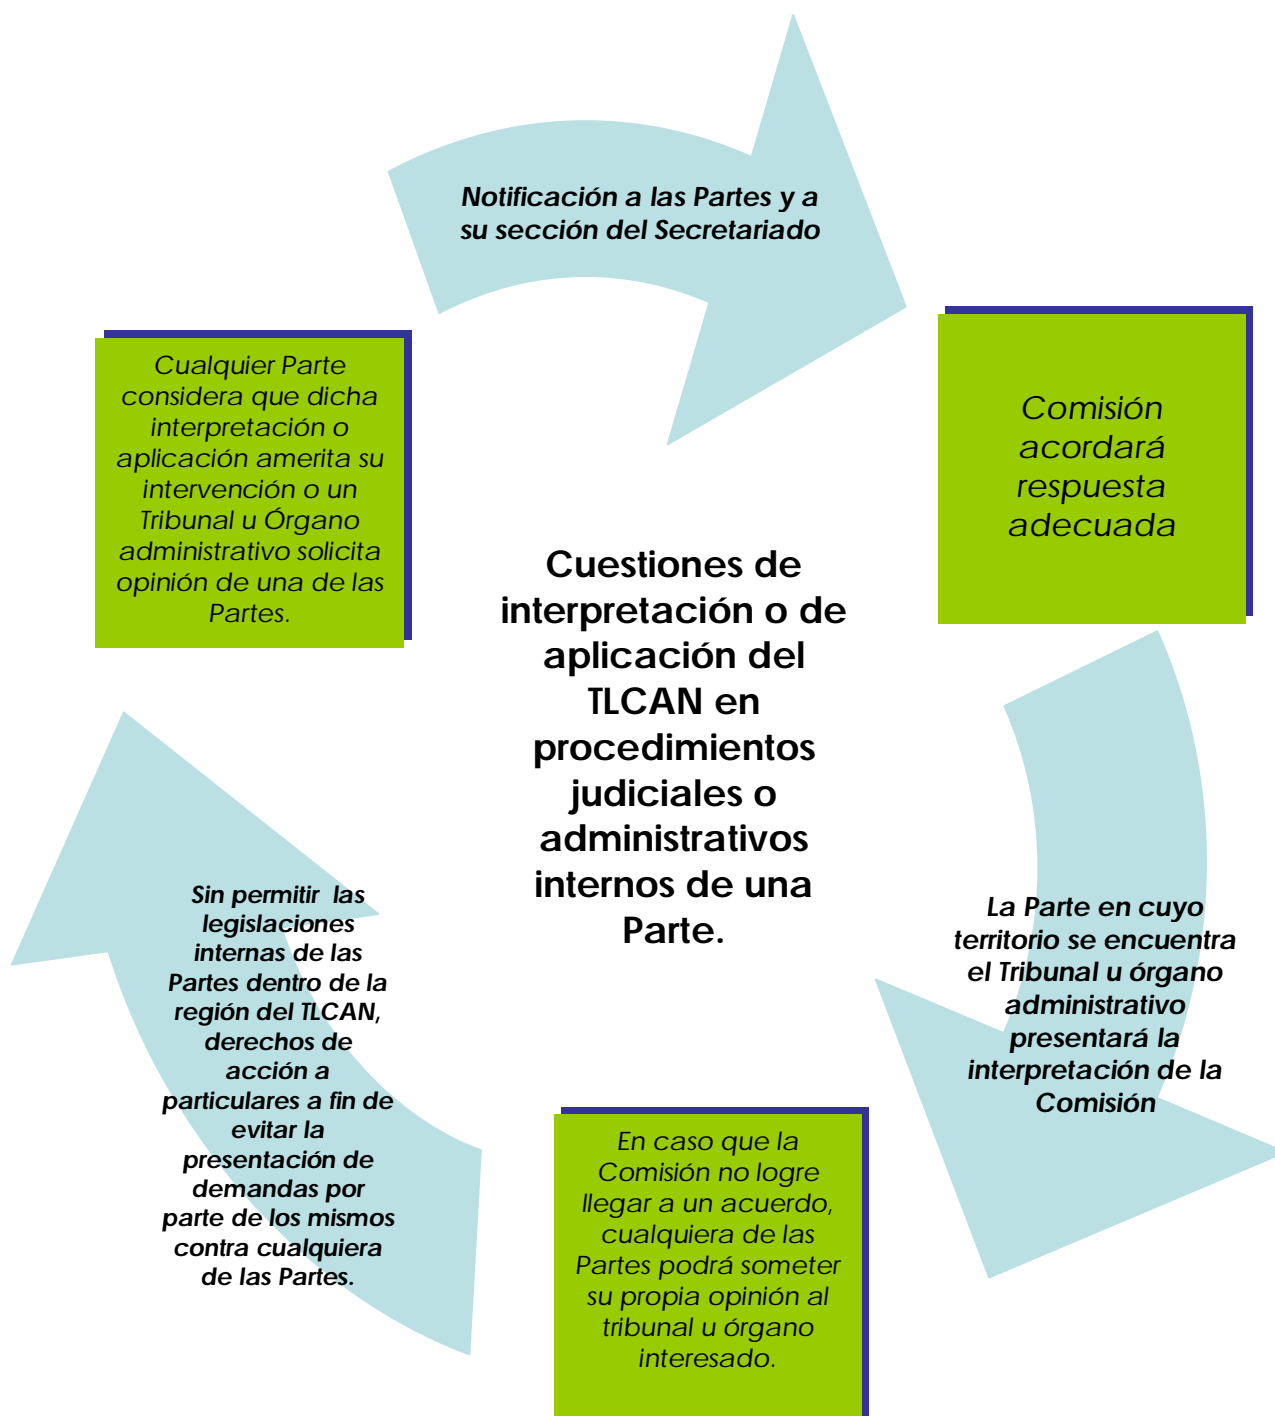 Notificación a las Partes y a
su sección del Secretariado
Cualquier Parte
considera que dicha
interpretación o
aplicación amerita su
intervención o un
Tribunal u Órgano
administrativo solicita
opinión de una de las
Partes.
Comisión
acordará
respuesta
adecuada
Cuestiones de
interpretación o de
aplicación del
TLCAN en
procedimientos
judiciales o
administrativos
internos de una
Parte.
La Parte en cuyo
territorio se encuentra
el Tribunal u órgano
administrativo
presentará la
interpretación de la
Comisión
En caso que la
Comisión no logre
llegar a un acuerdo,
cualquiera de las
Partes podrá someter
su propia opinión al
tribunal u órgano
interesado.
Sin permitir las
legislaciones
internas de las
Partes dentro de la
región del TLCAN,
derechos de
acción a
particulares a fin de
evitar la
presentación de
demandas por
parte de los mismos
contra cualquiera
de las Partes.